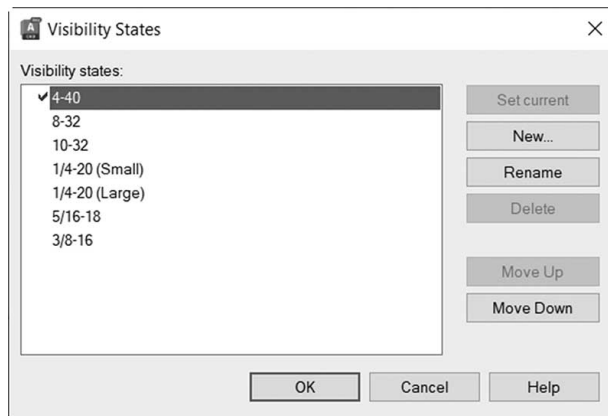 Visibility States
Visibility states:
4-40
8-32
10-32
1/4-20 (Small)
1/4-20 (Large)
5/16-18
3/8-16
Set current
New...
Rename
Delete
Move Up
Move Down
OK
Cancel
Help